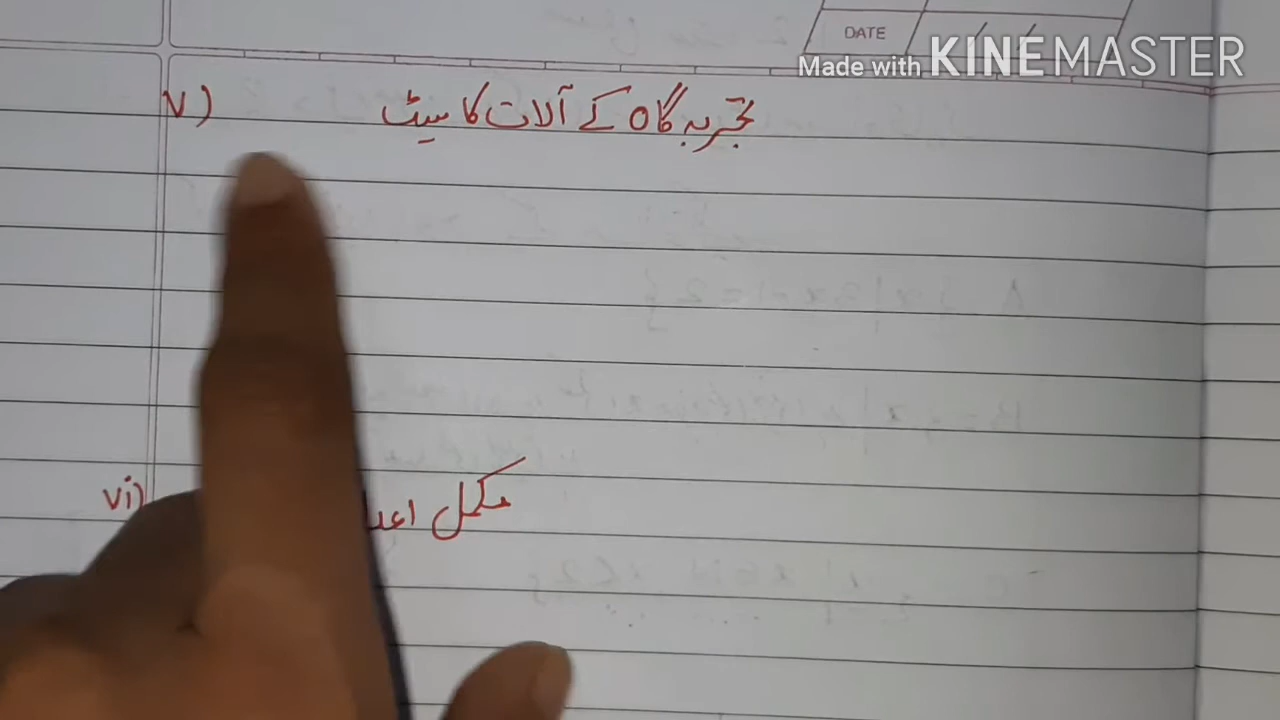 DATE
Made with KINEMASTER
v) تجربہ گاہ کے آلات کا سیٹ
vi) مکمل